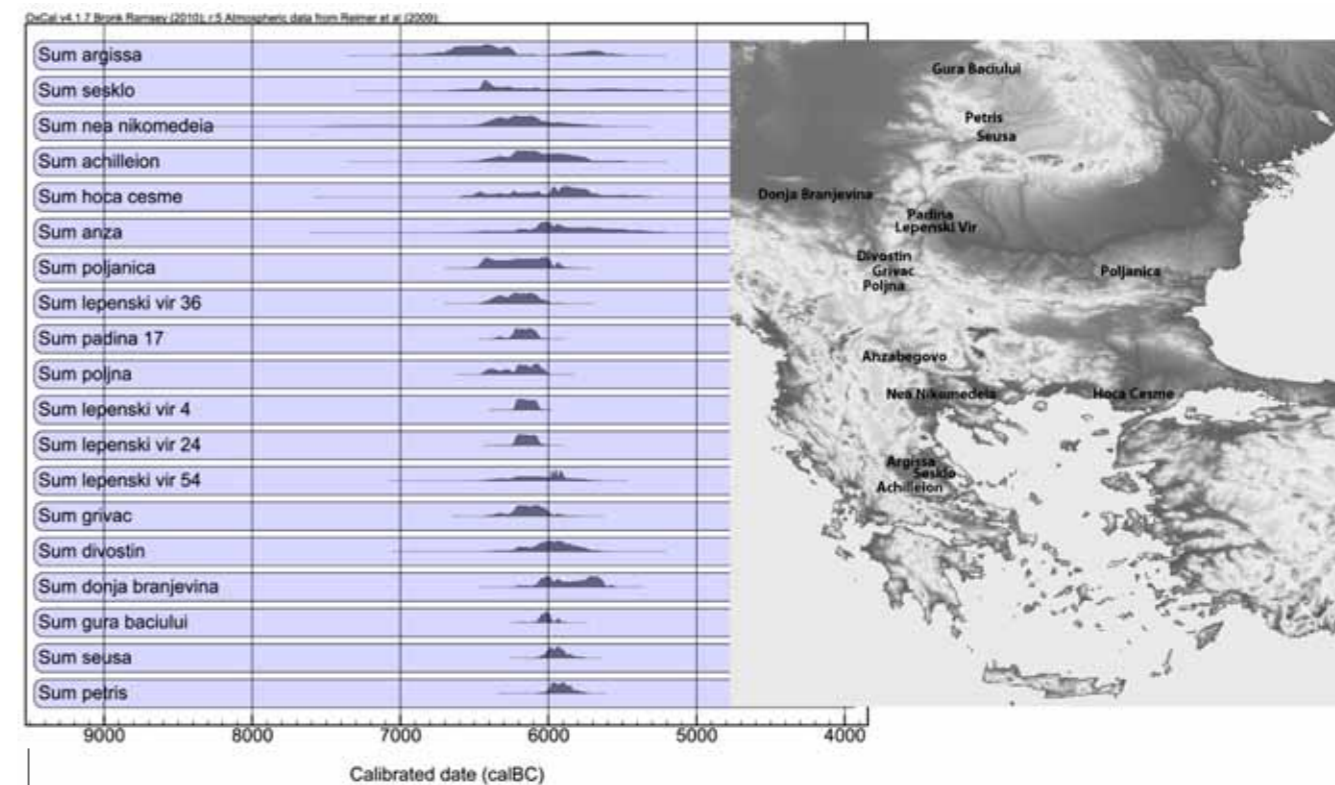 OxCal v4.1.7 Bronk Ramsey (2010); r:5 Atmospheric data from Reimer et al (2009);
Sum argissa
Sum sesklo
Sum nea nikomedeia
Sum achilleion
Sum hoca cesme
Sum anza
Sum poljanica
Sum lepenski vir 36
Sum padina 17
Sum poljna
Sum lepenski vir 4
Sum lepenski vir 24
Sum lepenski vir 54
Sum grivac
Sum divostin
Sum donja branjevina
Sum gura baciului
Sum seusa
Sum petris
9000 8000 7000 6000 5000 4000
Calibrated date (calBC)
Gura Baciului
Petris
Seusa
Donja Branjevina
Padina
Lepenski Vir
Divostin
Grivac
Poljna
Poljanica
Ahzabegovo
Nea Nikomedeia
Hoca Cesme
Argissa
Sesklo
Achilleion